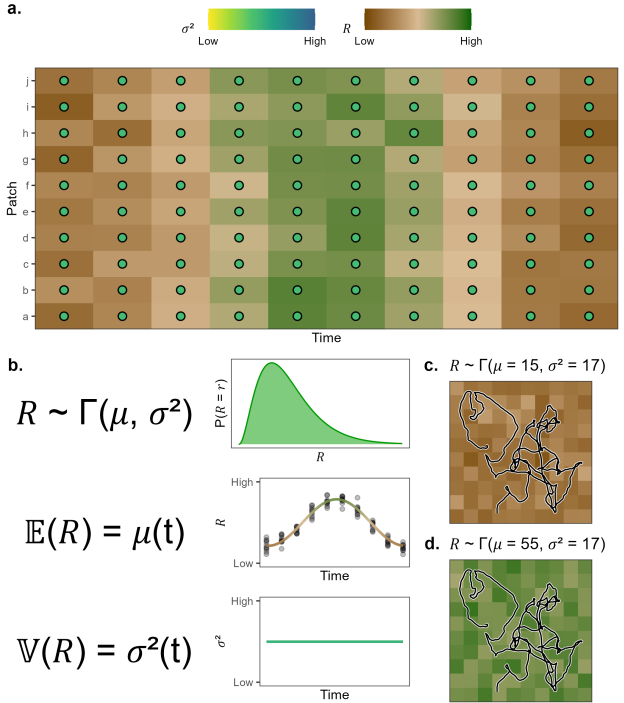 a.
σ² Low High
R Low High
Patch
j
i
h
g
f
e
d
c
b
a
Time
b.
R ~ Γ(μ, σ²)
P(R = r)
R
𝔼(R) = μ(t)
High
R
Low
Time
𝕍(R) = σ²(t)
High
σ²
Low
Time
c. R ~ Γ(μ = 15, σ² = 17)
d. R ~ Γ(μ = 55, σ² = 17)